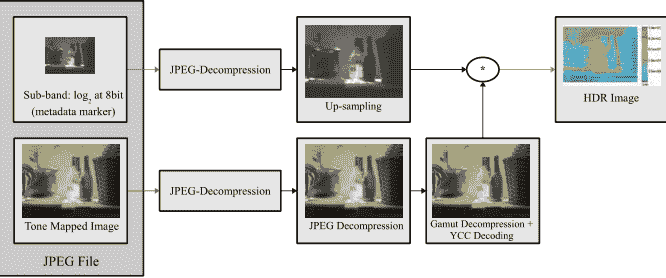 Sub-band: log2 at 8bit
(metadata marker)
JPEG-Decompression
Up-sampling
*
HDR Image
Tone Mapped Image
JPEG-Decompression
JPEG Decompression
Gamut Decompression +
YCC Decoding
JPEG File